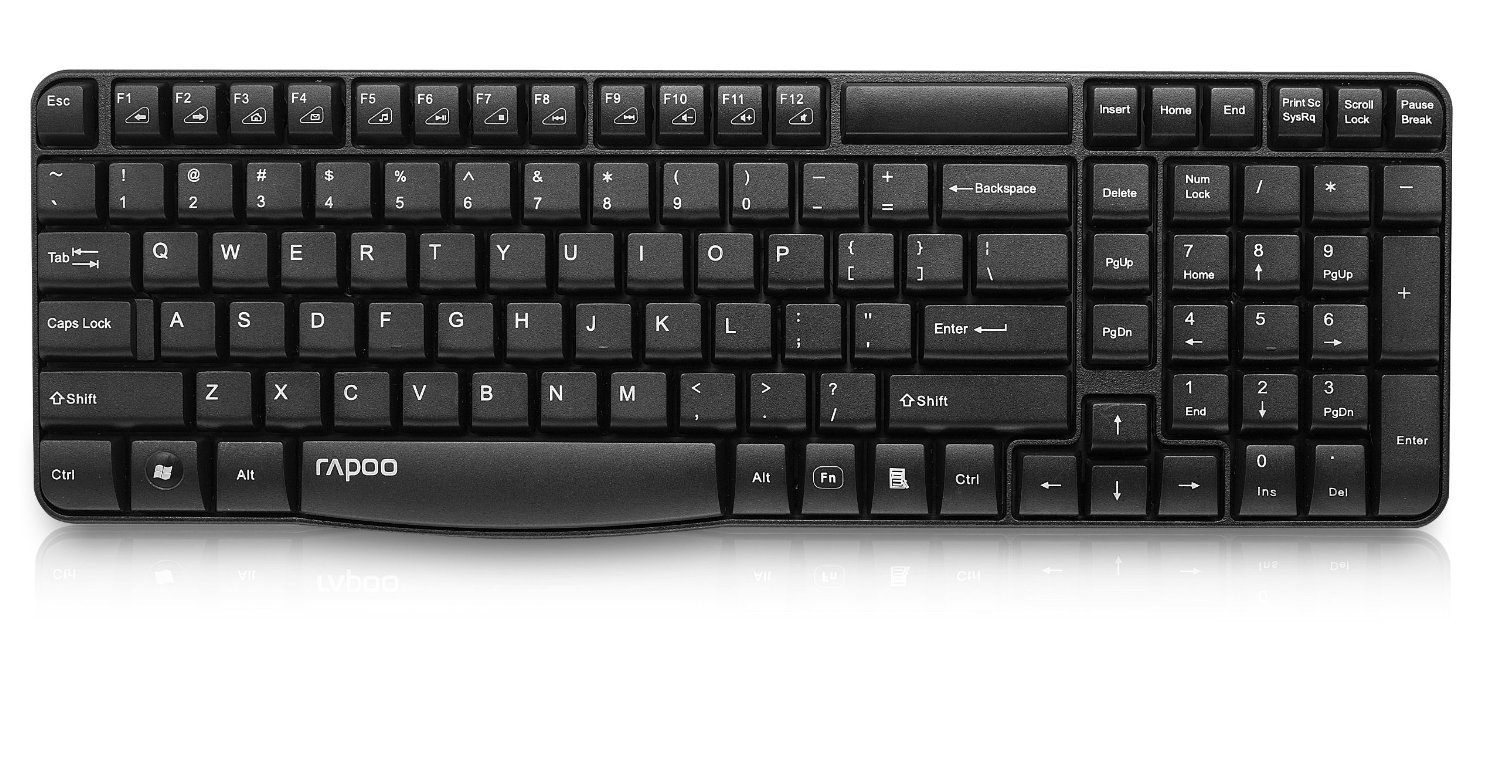 Esc F1 F2 F3 F4 F5 F6 F7 F8 F9 F10 F11 F12 Insert Home End Print Sc SysRq Scroll Lock Pause Break
~ ` ! 1 @ 2 # 3 $ 4 % 5 ^ 6 & 7 * 8 ( 9 ) 0 — _ + = ←Backspace Delete Num Lock / * —
Tab Q W E R T Y U I O P { [ } ] ¦ \ PgUp 7 Home 8 ↑ 9 PgUp +
Caps Lock A S D F G H J K L : ; " ' Enter PgDn 4 ← 5 _ 6 →
⇧Shift Z X C V B N M < , > . ? / ⇧Shift ↑ 1 End 2 ↓ 3 PgDn Enter
Ctrl Alt rapoo Alt Fn Ctrl ← ↓ → 0 Ins . Del